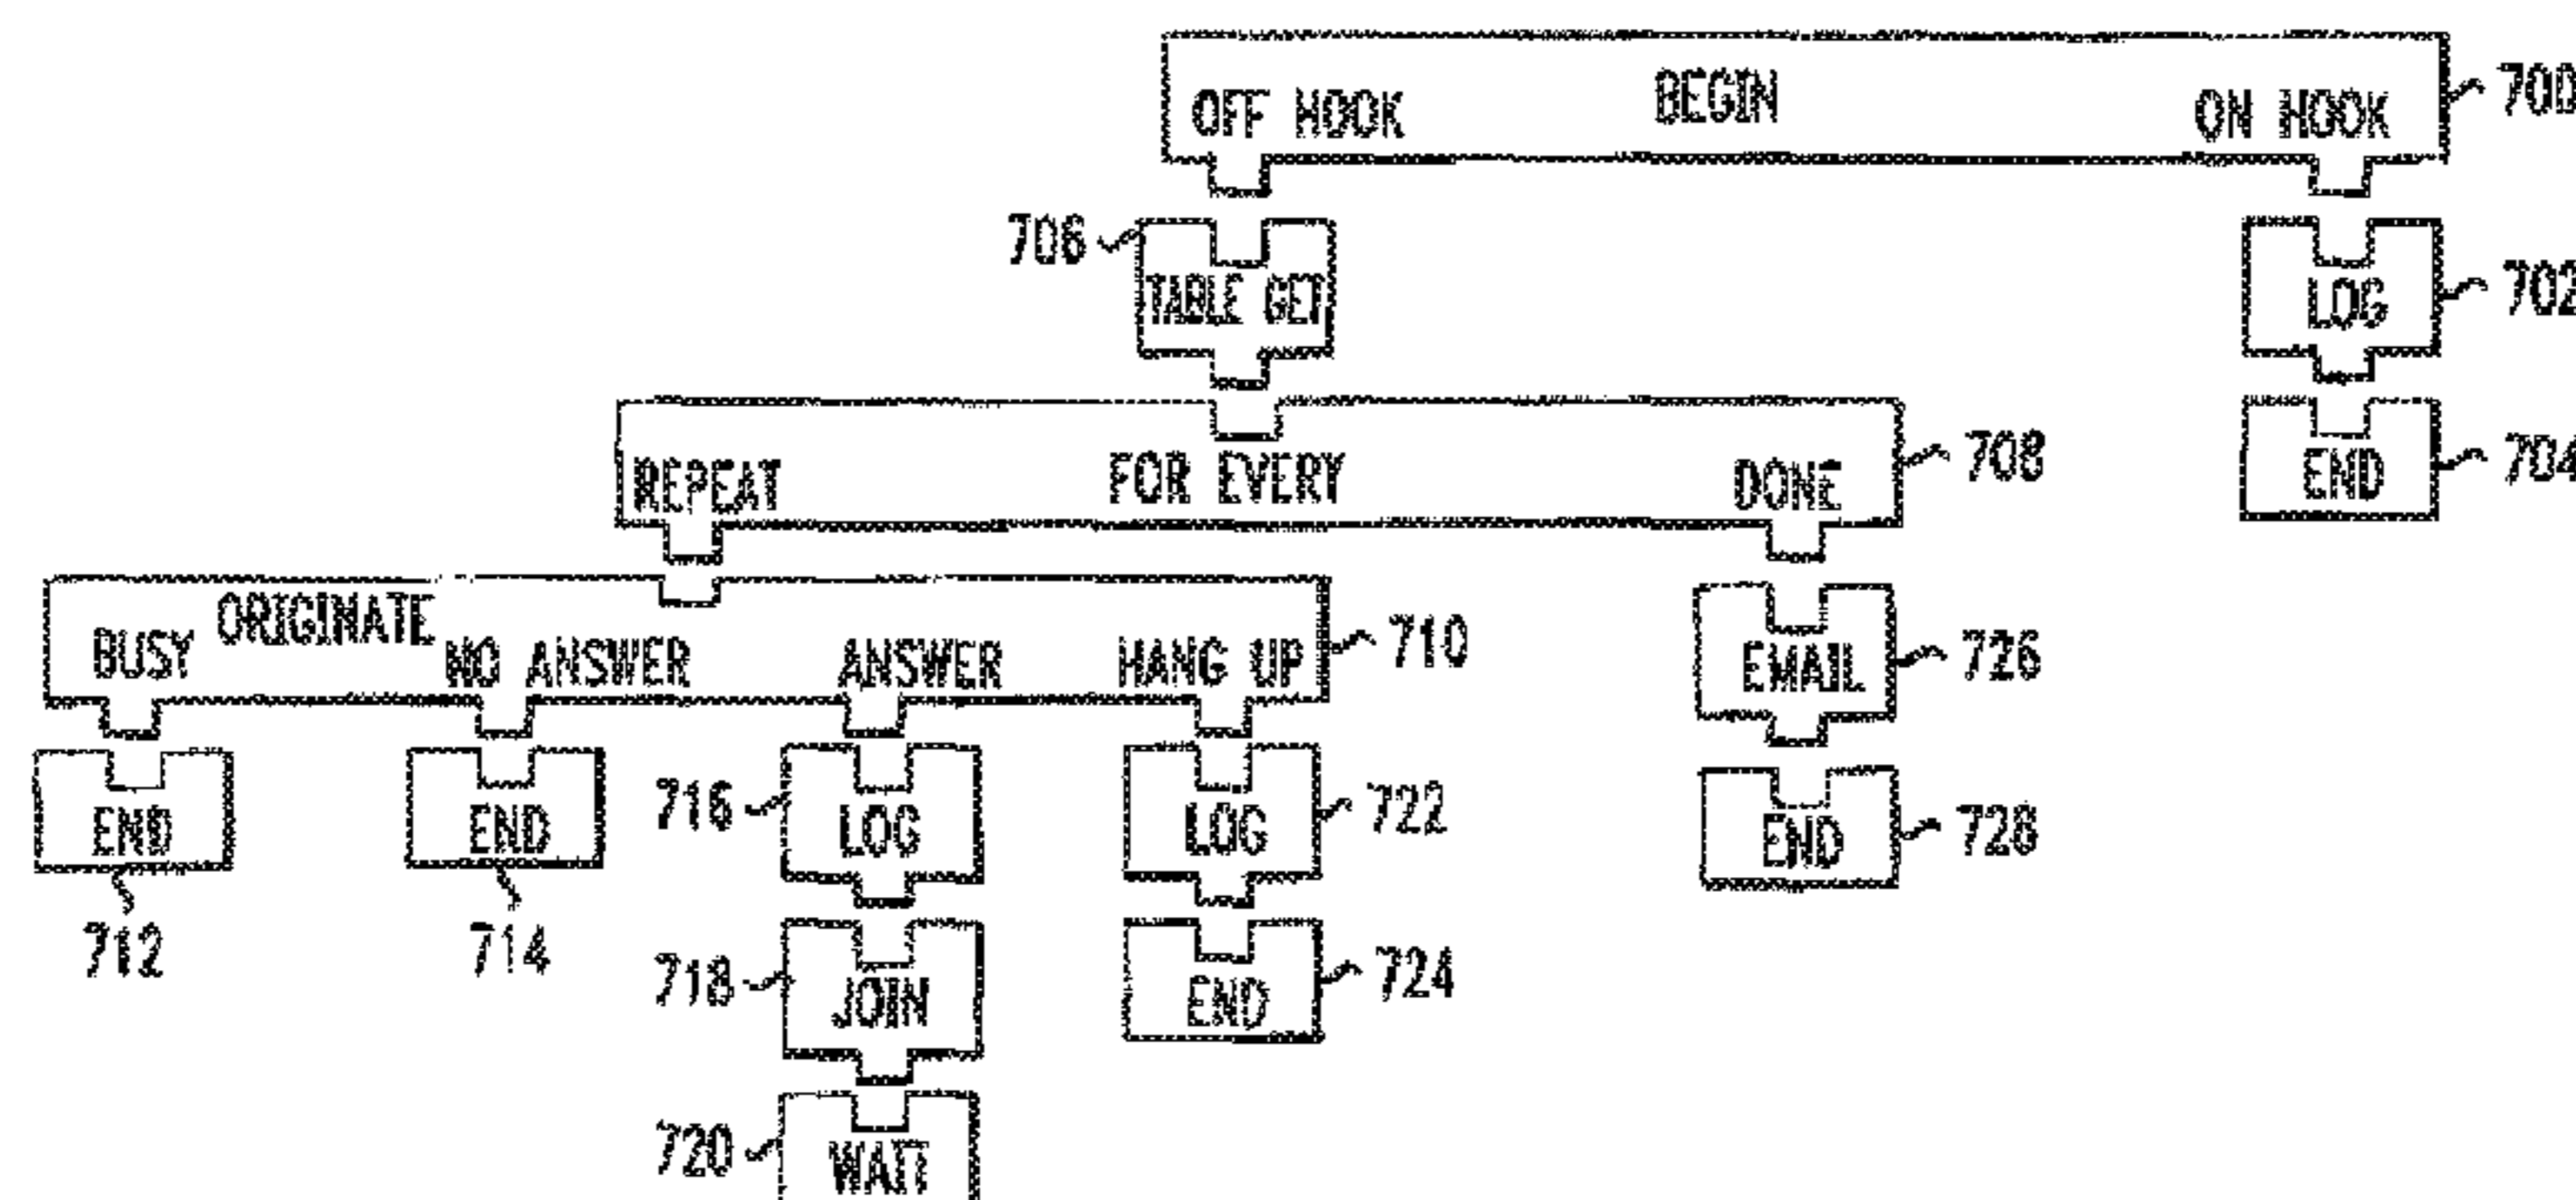 BEGIN
OFF HOOK
ON HOOK
700
706
TABLE GET
LOG
702
REPEAT
FOR EVERY
DONE
708
END
704
ORIGINATE
BUSY
NO ANSWER
ANSWER
HANG UP
710
EMAIL
726
END
712
END
714
716
LOG
LOG
722
END
728
718
JOIN
END
724
720
WAIT